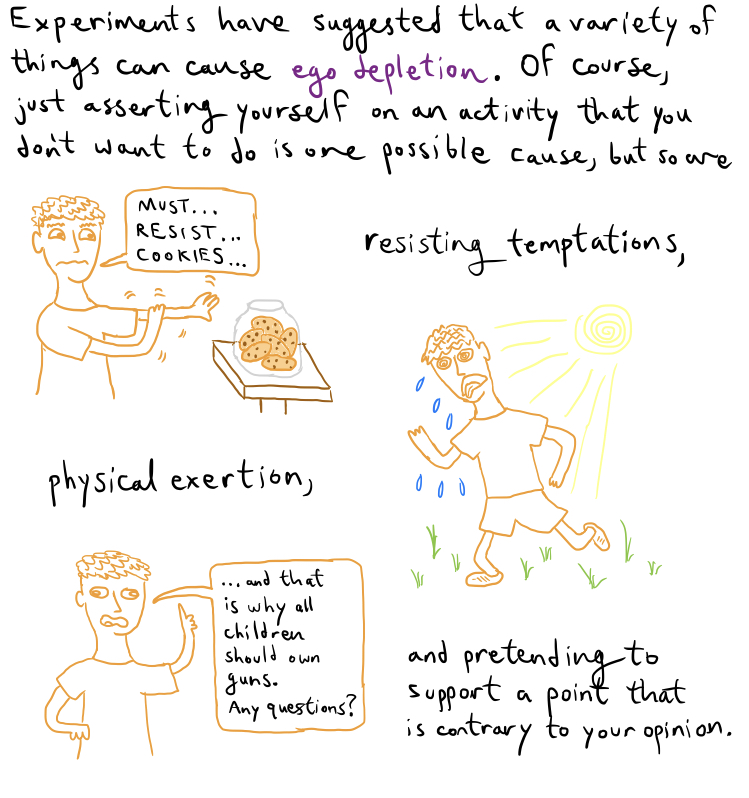 Experiments have suggested that a variety of
things can cause ego depletion. Of course,
just asserting yourself on an activity that you
don't want to do is one possible cause, but so are
MUST...
RESIST...
COOKIES...
resisting temptations,
physical exertion,
...and that
is why all
children
should own
guns.
Any questions?
and pretending to
support a point that
is contrary to your opinion.